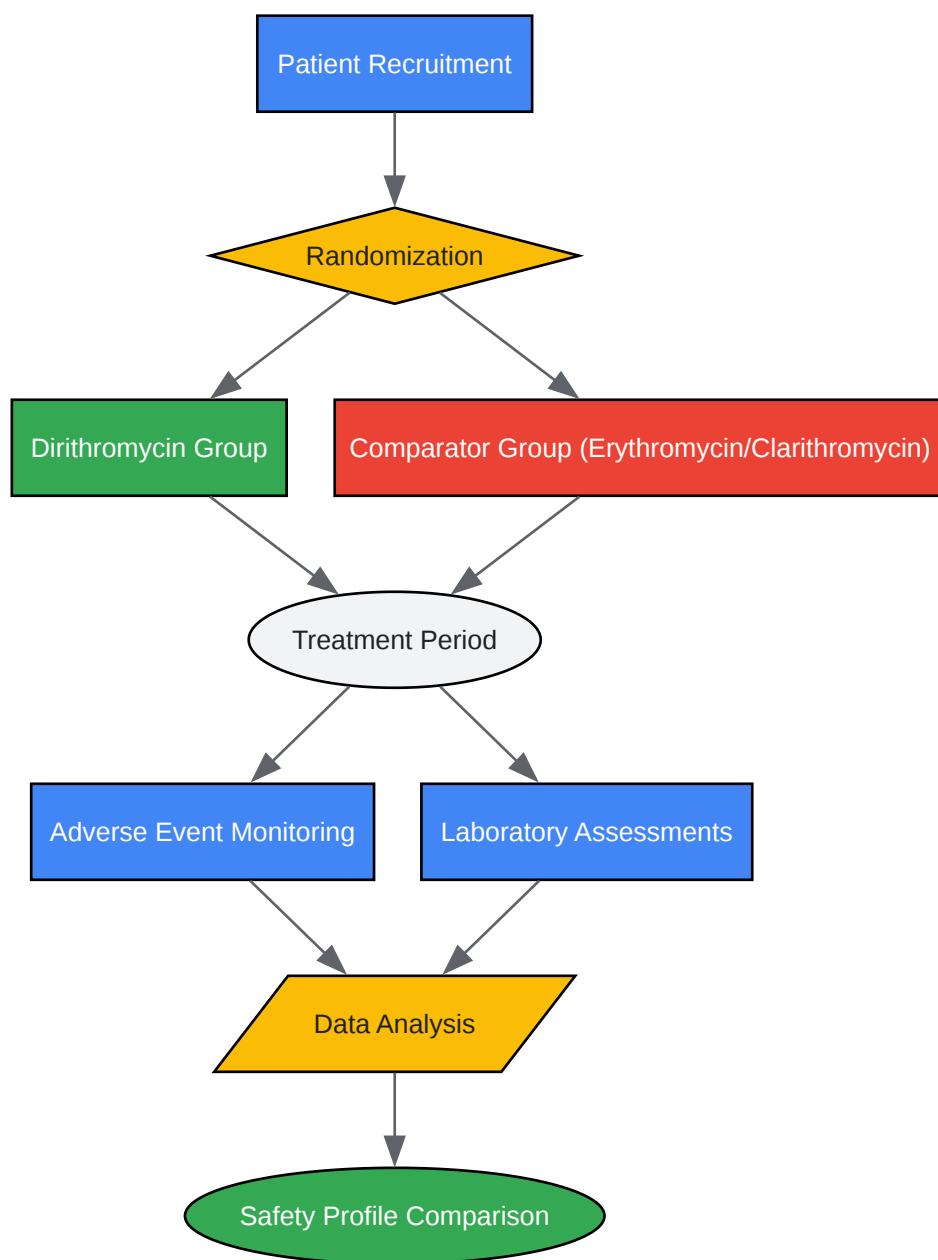 Patient Recruitment
Randomization
Dirithromycin Group
Comparator Group (Erythromycin/Clarithromycin)
Treatment Period
Adverse Event Monitoring
Laboratory Assessments
Data Analysis
Safety Profile Comparison